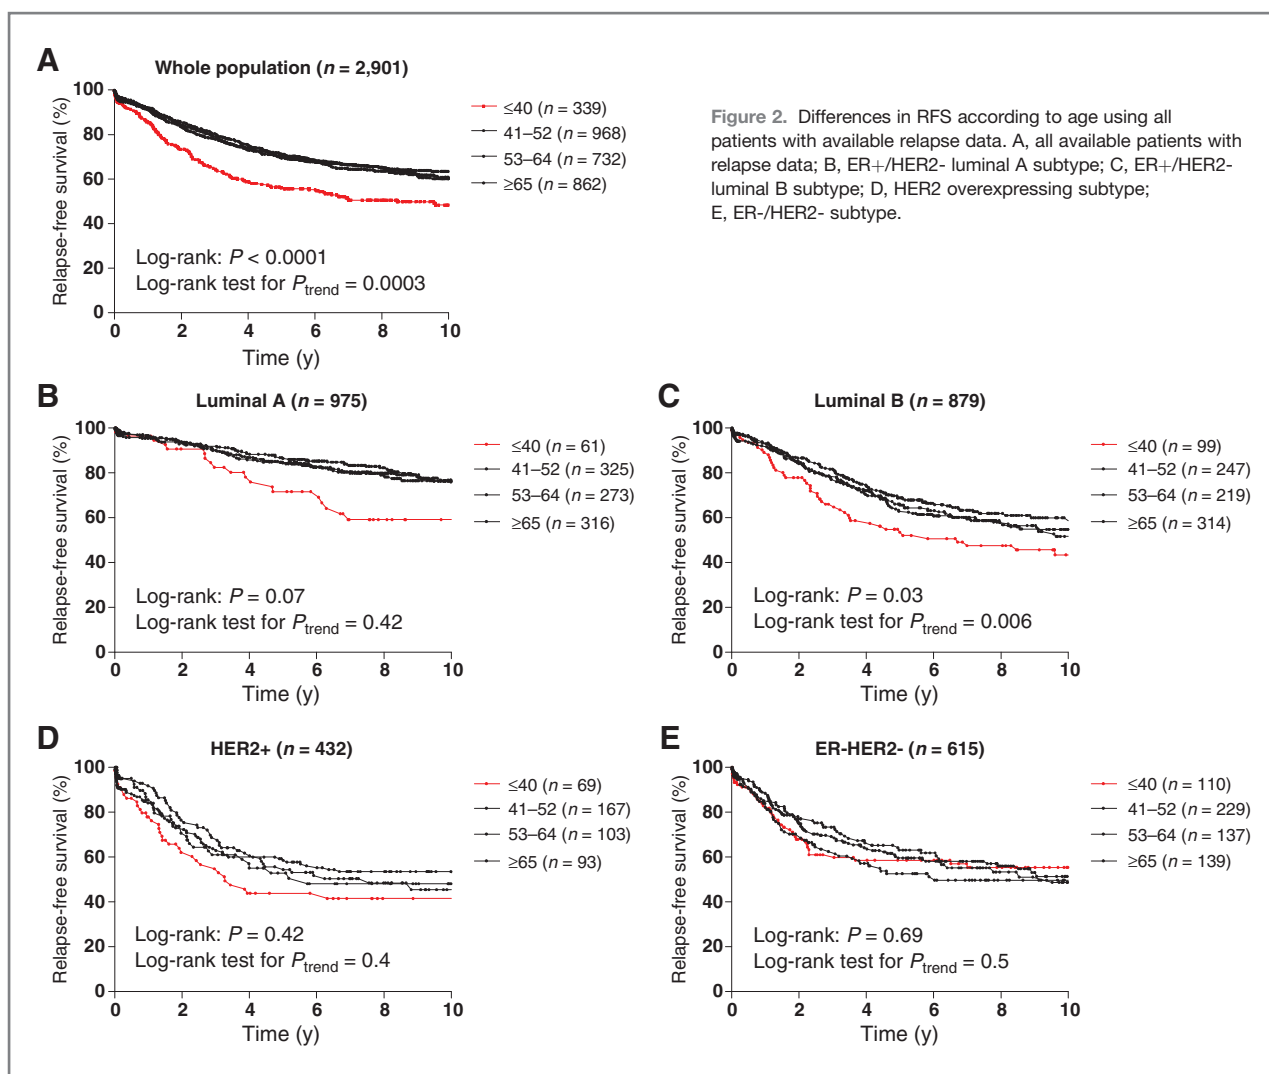 A
Whole population (n = 2,901)
Relapse-free survival (%)
100
80
60
40
20
0
0 2 4 6 8 10
Time (y)
≤40 (n = 339)
41–52 (n = 968)
53–64 (n = 732)
≥65 (n = 862)
Log-rank: P < 0.0001
Log-rank test for Ptrend = 0.0003
Figure 2. Differences in RFS according to age using all
patients with available relapse data. A, all available patients with
relapse data; B, ER+/HER2- luminal A subtype; C, ER+/HER2-
luminal B subtype; D, HER2 overexpressing subtype;
E, ER-/HER2- subtype.
B
Luminal A (n = 975)
Relapse-free survival (%)
100
80
60
40
20
0
0 2 4 6 8 10
Time (y)
≤40 (n = 61)
41–52 (n = 325)
53–64 (n = 273)
≥65 (n = 316)
Log-rank: P = 0.07
Log-rank test for Ptrend = 0.42
C
Luminal B (n = 879)
Relapse-free survival (%)
100
80
60
40
20
0
0 2 4 6 8 10
Time (y)
≤40 (n = 99)
41–52 (n = 247)
53–64 (n = 219)
≥65 (n = 314)
Log-rank: P = 0.03
Log-rank test for Ptrend = 0.006
D
HER2+ (n = 432)
Relapse-free survival (%)
100
80
60
40
20
0
0 2 4 6 8 10
Time (y)
≤40 (n = 69)
41–52 (n = 167)
53–64 (n = 103)
≥65 (n = 93)
Log-rank: P = 0.42
Log-rank test for Ptrend = 0.4
E
ER-HER2- (n = 615)
Relapse-free survival (%)
100
80
60
40
20
0
0 2 4 6 8 10
Time (y)
≤40 (n = 110)
41–52 (n = 229)
53–64 (n = 137)
≥65 (n = 139)
Log-rank: P = 0.69
Log-rank test for Ptrend = 0.5